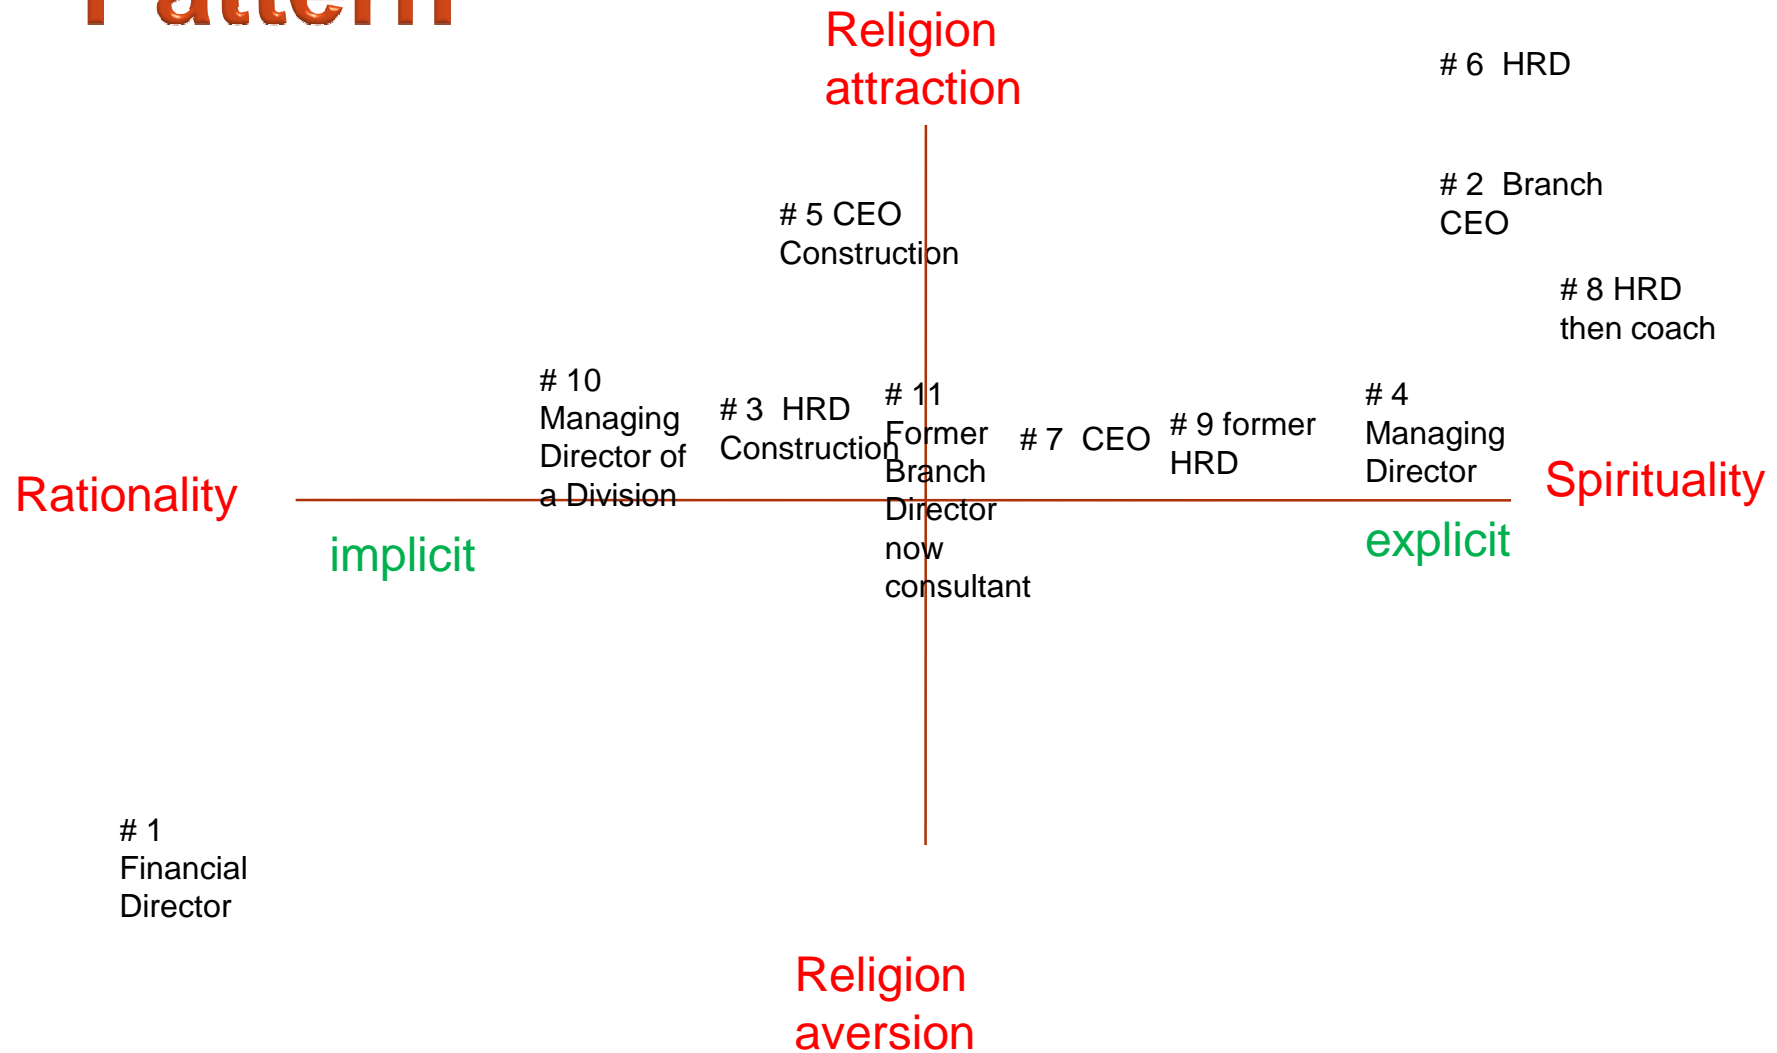 Pattern
Religion
attraction
# 6 HRD
# 2 Branch
CEO
# 5 CEO
Construction
# 8 HRD
then coach
# 10
Managing
Director of
a Division
# 3 HRD
Construction
# 11
Former
Branch
Director
now
consultant
# 7 CEO
# 9 former
HRD
# 4
Managing
Director
Rationality
Spirituality
implicit
explicit
# 1
Financial
Director
Religion
aversion